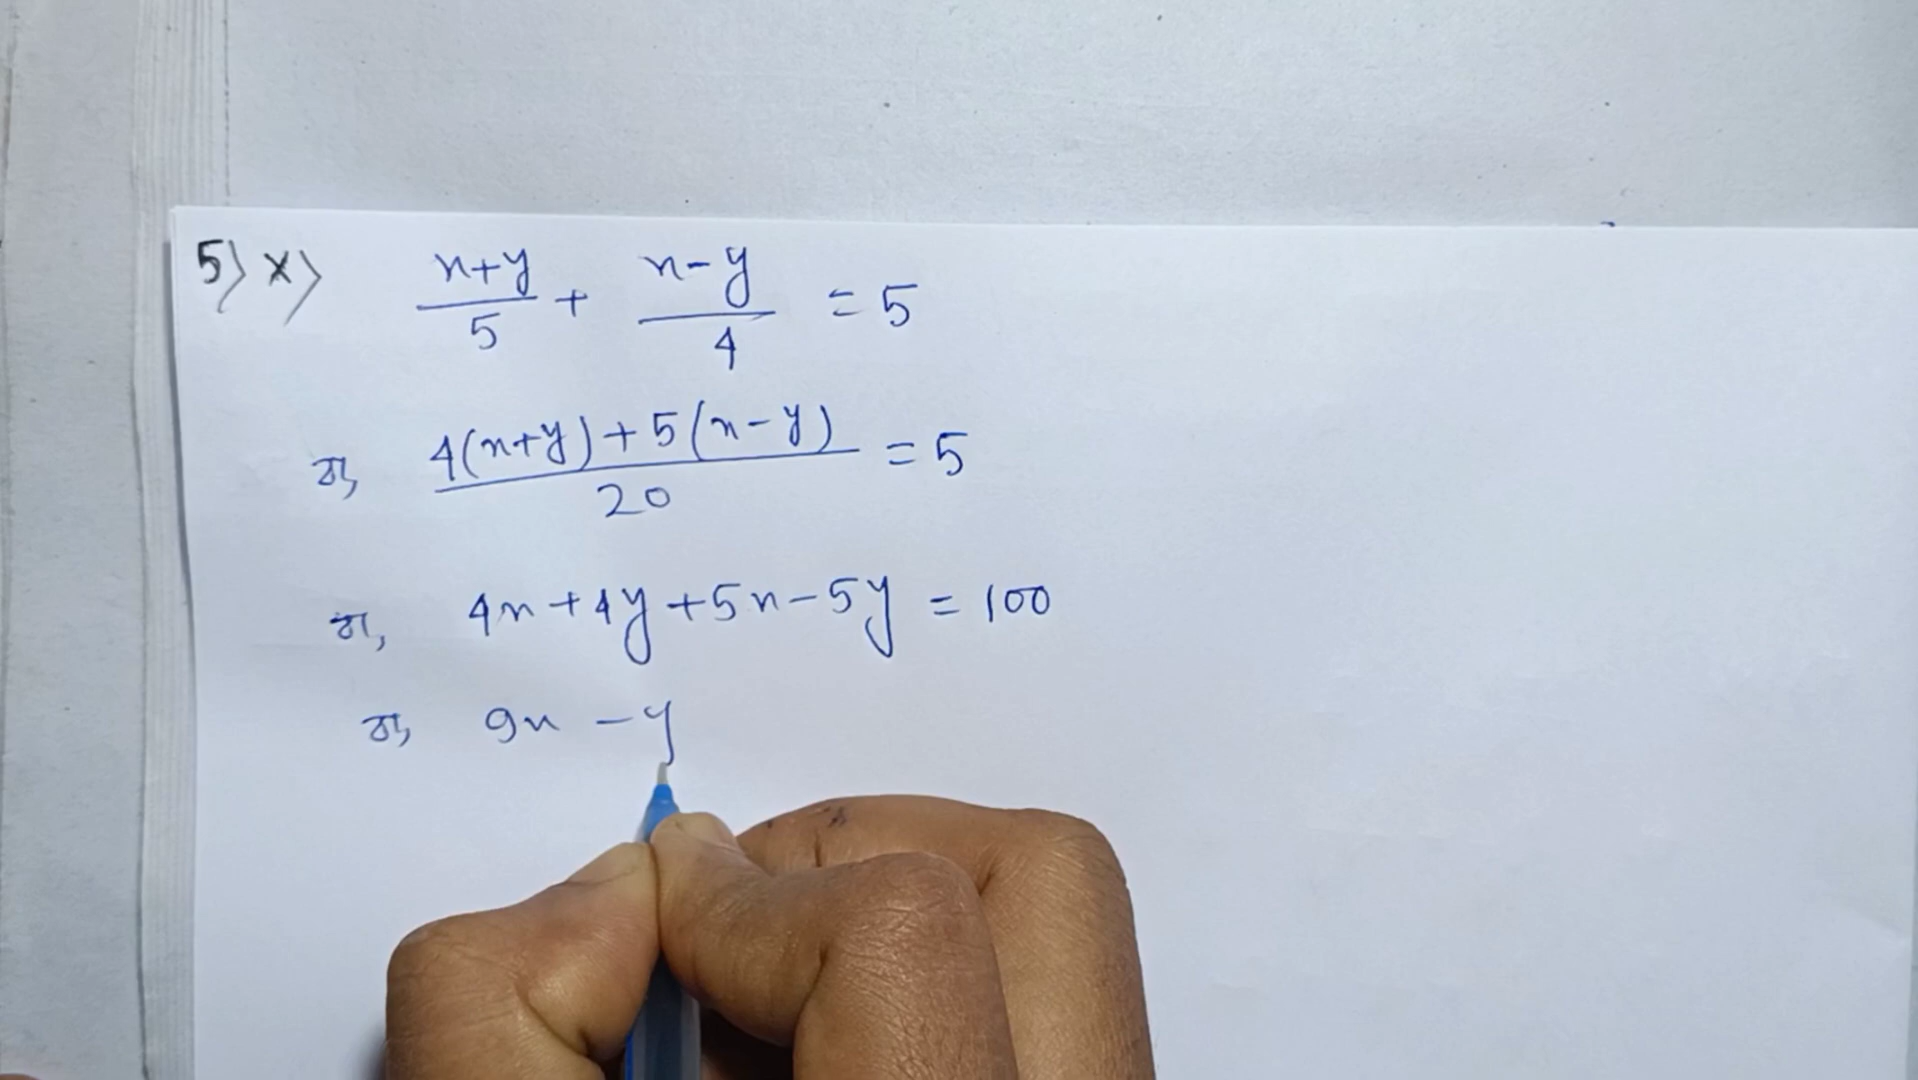 5) x) x+y/5 + x-y/4 = 5
বা, 4(x+y)+5(x-y)/20 = 5
বা, 4x+4y+5x-5y = 100
বা, 9x - y